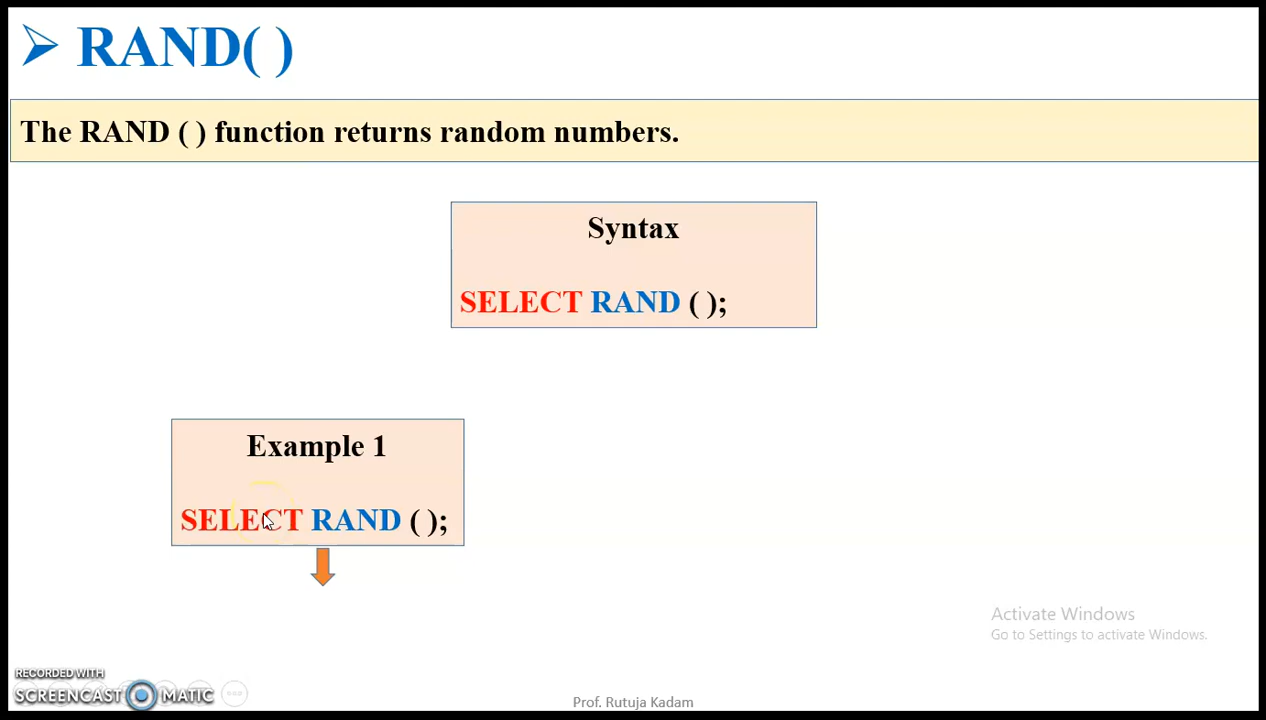 RAND( )
The RAND ( ) function returns random numbers.
Syntax
SELECT RAND ( );
Example 1
SELECT RAND ( );
Activate Windows
Go to Settings to activate Windows.
RECORDED WITH
SCREENCAST MATIC
Prof. Rutuja Kadam